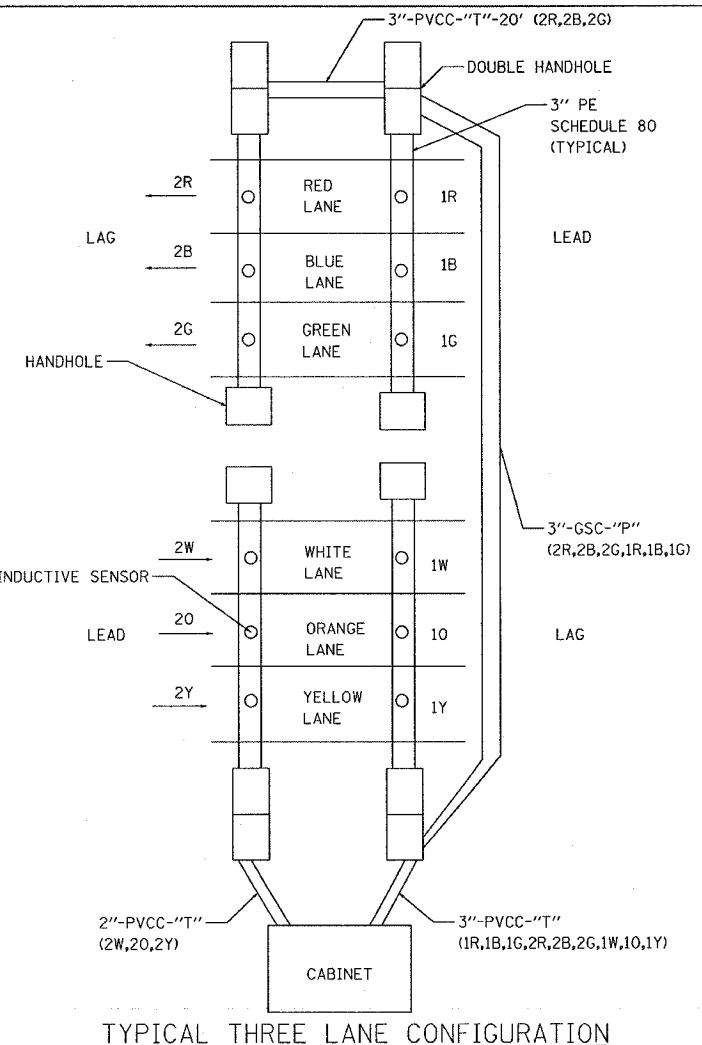 3"-PVCC-"T"-20' (2R,2B,2G)
DOUBLE HANDHOLE
3" PE
SCHEDULE 80
(TYPICAL)
2R
RED
LANE
1R
LAG
LEAD
2B
BLUE
LANE
1B
2G
GREEN
LANE
1G
HANDHOLE
3"-GSC-"P"
(2R,2B,2G,1R,1B,1G)
2W
WHITE
LANE
1W
INDUCTIVE SENSOR
LEAD
2O
ORANGE
LANE
1O
LAG
2Y
YELLOW
LANE
1Y
2"-PVCC-"T"
(2W,2O,2Y)
3"-PVCC-"T"
(1R,1B,1G,2R,2B,2G,1W,1O,1Y)
CABINET
TYPICAL THREE LANE CONFIGURATION